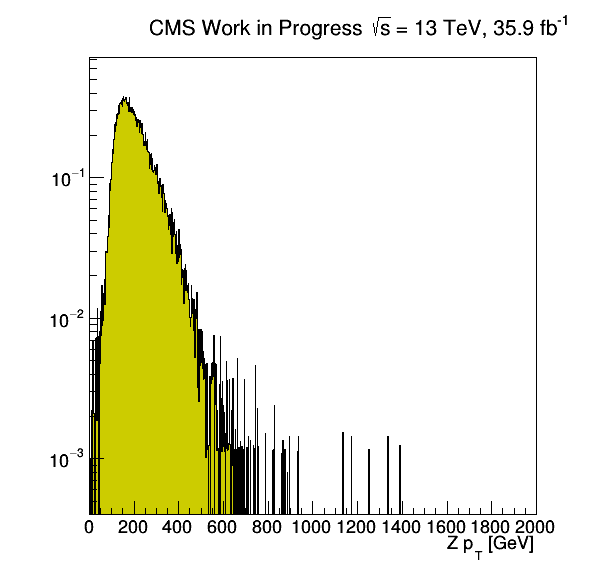 CMS Work in Progress √s = 13 TeV, 35.9 fb⁻¹
10⁻¹
10⁻²
10⁻³
0 200 400 600 800 1000 1200 1400 1600 1800 2000
Z p_T [GeV]